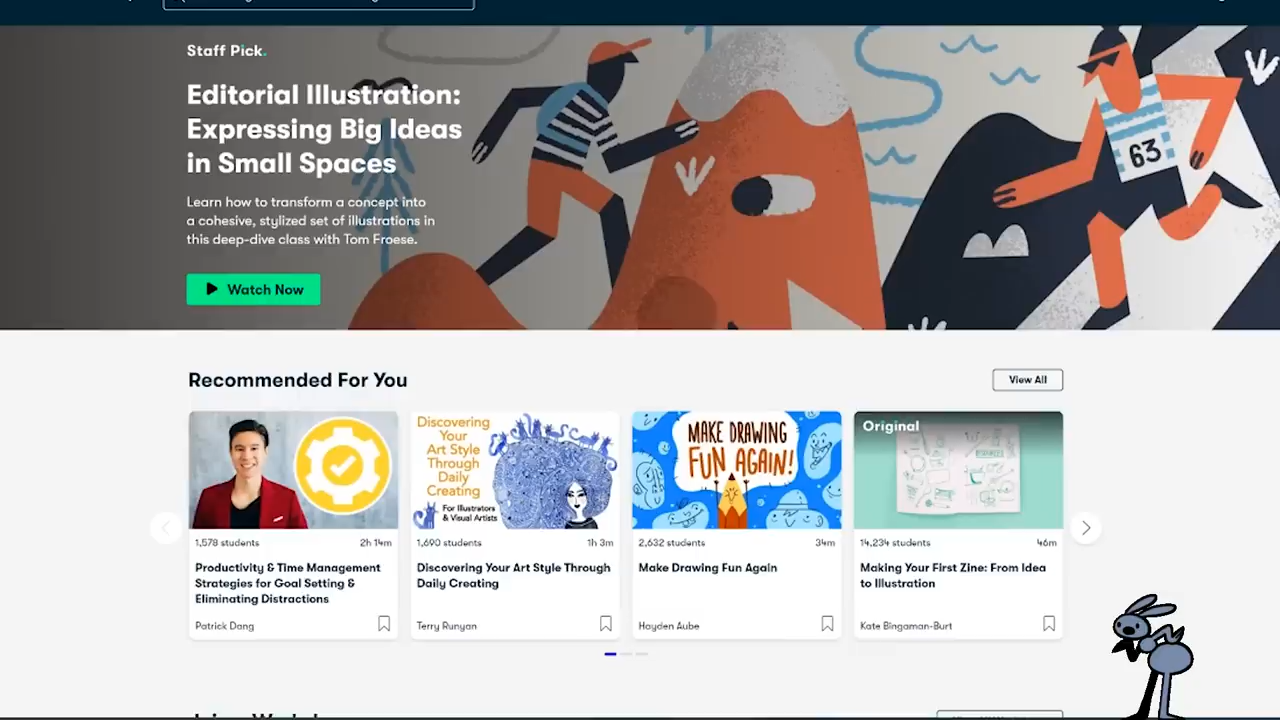 Staff Pick.
Editorial Illustration:
Expressing Big Ideas
in Small Spaces
Learn how to transform a concept into
a cohesive, stylized set of illustrations in
this deep-dive class with Tom Froese.
Watch Now
63
Recommended For You
View All
Discovering
Your
Art Style
Through
Daily
Creating
For Illustrators
& Visual Artists
MAKE DRAWING
FUN AGAIN!
Original
1,578 students
2h 14m
Productivity & Time Management
Strategies for Goal Setting &
Eliminating Distractions
Patrick Dang
1,690 students
1h 3m
Discovering Your Art Style Through
Daily Creating
Terry Runyan
2,632 students
34m
Make Drawing Fun Again
Hayden Aube
14,234 students
46m
Making Your First Zine: From Idea
to Illustration
Kate Bingaman-Burt